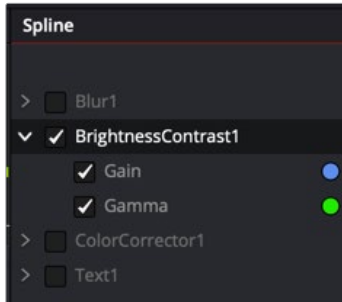 Spline
Blur1
BrightnessContrast1
Gain
Gamma
ColorCorrector1
Text1